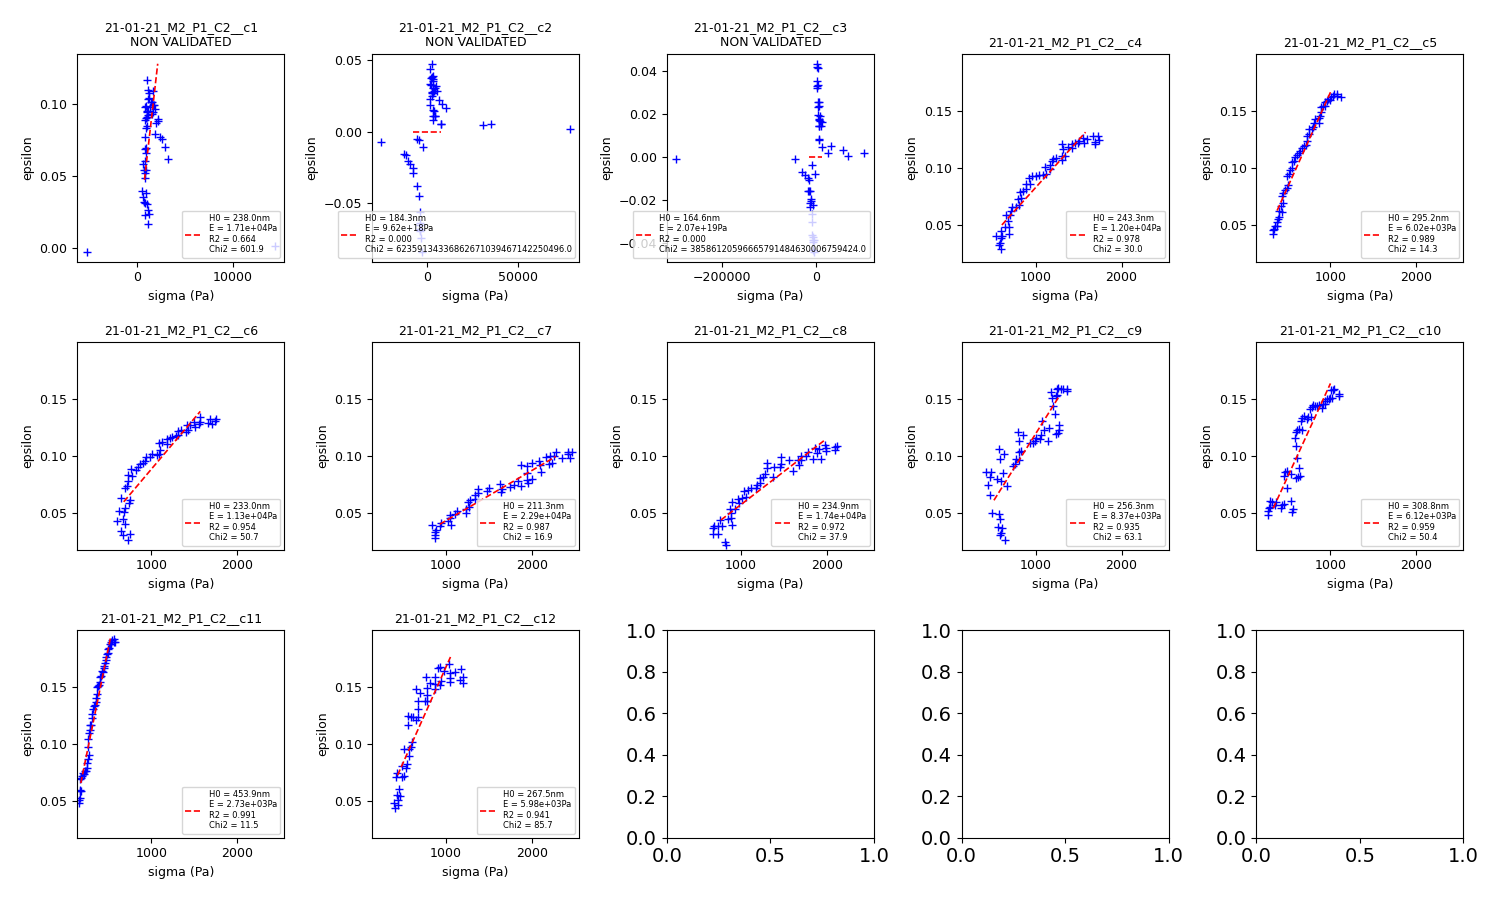 21-01-21_M2_P1_C2__c1
NON VALIDATED
0.10
0.05
0.00
epsilon
0
10000
sigma (Pa)
H0 = 238.0nm
E = 1.71e+04Pa
R2 = 0.664
Chi2 = 601.9
21-01-21_M2_P1_C2__c2
NON VALIDATED
0.05
0.00
−0.05
epsilon
0
50000
sigma (Pa)
H0 = 184.3nm
E = 9.62e+18Pa
R2 = 0.000
21-01-21_M2_P1_C2__c3
NON VALIDATED
0.04
0.02
0.00
−0.02
−0.04
epsilon
−200000
0
sigma (Pa)
H0 = 164.6nm
E = 2.07e+19Pa
R2 = 0.000
21-01-21_M2_P1_C2__c4
0.15
0.10
0.05
epsilon
1000
2000
sigma (Pa)
H0 = 243.3nm
E = 1.20e+04Pa
R2 = 0.978
Chi2 = 30.0
21-01-21_M2_P1_C2__c5
0.15
0.10
0.05
epsilon
1000
2000
sigma (Pa)
H0 = 295.2nm
E = 6.02e+03Pa
R2 = 0.989
Chi2 = 14.3
21-01-21_M2_P1_C2__c6
0.15
0.10
0.05
epsilon
1000
2000
sigma (Pa)
H0 = 233.0nm
E = 1.13e+04Pa
R2 = 0.954
Chi2 = 50.7
21-01-21_M2_P1_C2__c7
0.15
0.10
0.05
epsilon
1000
2000
sigma (Pa)
H0 = 211.3nm
E = 2.29e+04Pa
R2 = 0.987
Chi2 = 16.9
21-01-21_M2_P1_C2__c8
0.15
0.10
0.05
epsilon
1000
2000
sigma (Pa)
H0 = 234.9nm
E = 1.74e+04Pa
R2 = 0.972
Chi2 = 37.9
21-01-21_M2_P1_C2__c9
0.15
0.10
0.05
epsilon
1000
2000
sigma (Pa)
H0 = 256.3nm
E = 8.37e+03Pa
R2 = 0.935
Chi2 = 63.1
21-01-21_M2_P1_C2__c10
0.15
0.10
0.05
epsilon
1000
2000
sigma (Pa)
H0 = 308.8nm
E = 6.12e+03Pa
R2 = 0.959
Chi2 = 50.4
21-01-21_M2_P1_C2__c11
0.15
0.10
0.05
epsilon
1000
2000
sigma (Pa)
H0 = 453.9nm
E = 2.73e+03Pa
R2 = 0.991
Chi2 = 11.5
21-01-21_M2_P1_C2__c12
0.15
0.10
0.05
epsilon
1000
2000
sigma (Pa)
H0 = 267.5nm
E = 5.98e+03Pa
R2 = 0.941
Chi2 = 85.7
1.0
0.8
0.6
0.4
0.2
0.0
0.0
0.5
1.0
1.0
0.8
0.6
0.4
0.2
0.0
0.0
0.5
1.0
1.0
0.8
0.6
0.4
0.2
0.0
0.0
0.5
1.0